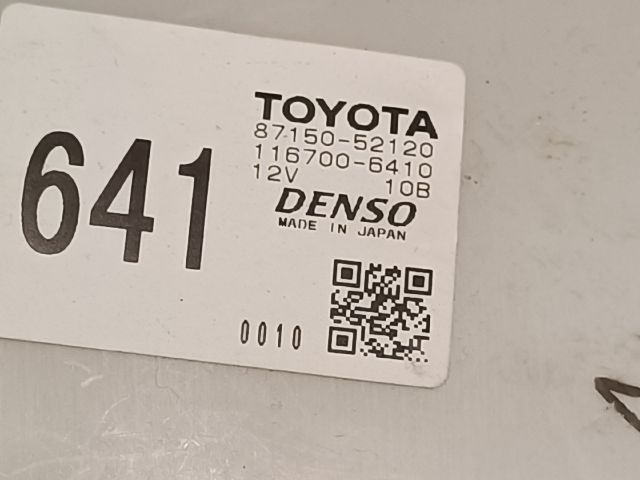 TOYOTA
87150-52120
116700-6410
12V 10B
DENSO
MADE IN JAPAN
641
0010